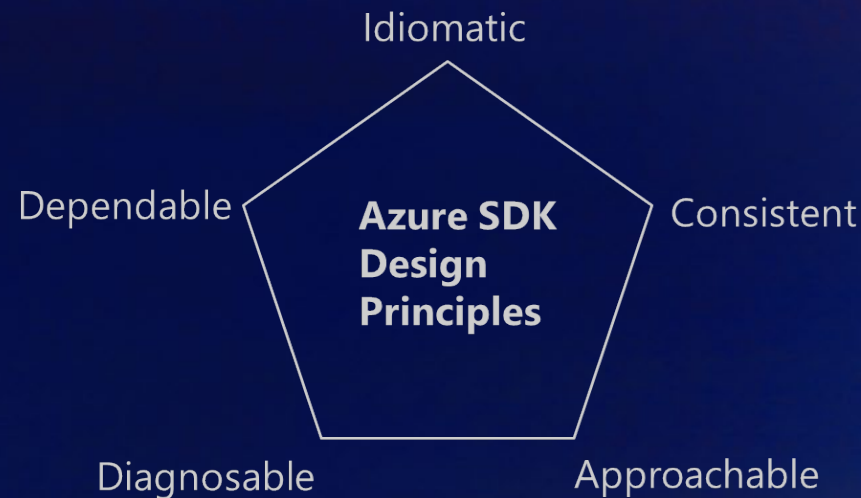 Idiomatic
Dependable
Azure SDK
Design
Principles
Consistent
Diagnosable
Approachable